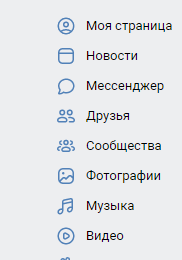 Моя страница
Новости
Мессенджер
Друзья
Сообщества
Фотографии
Музыка
Видео